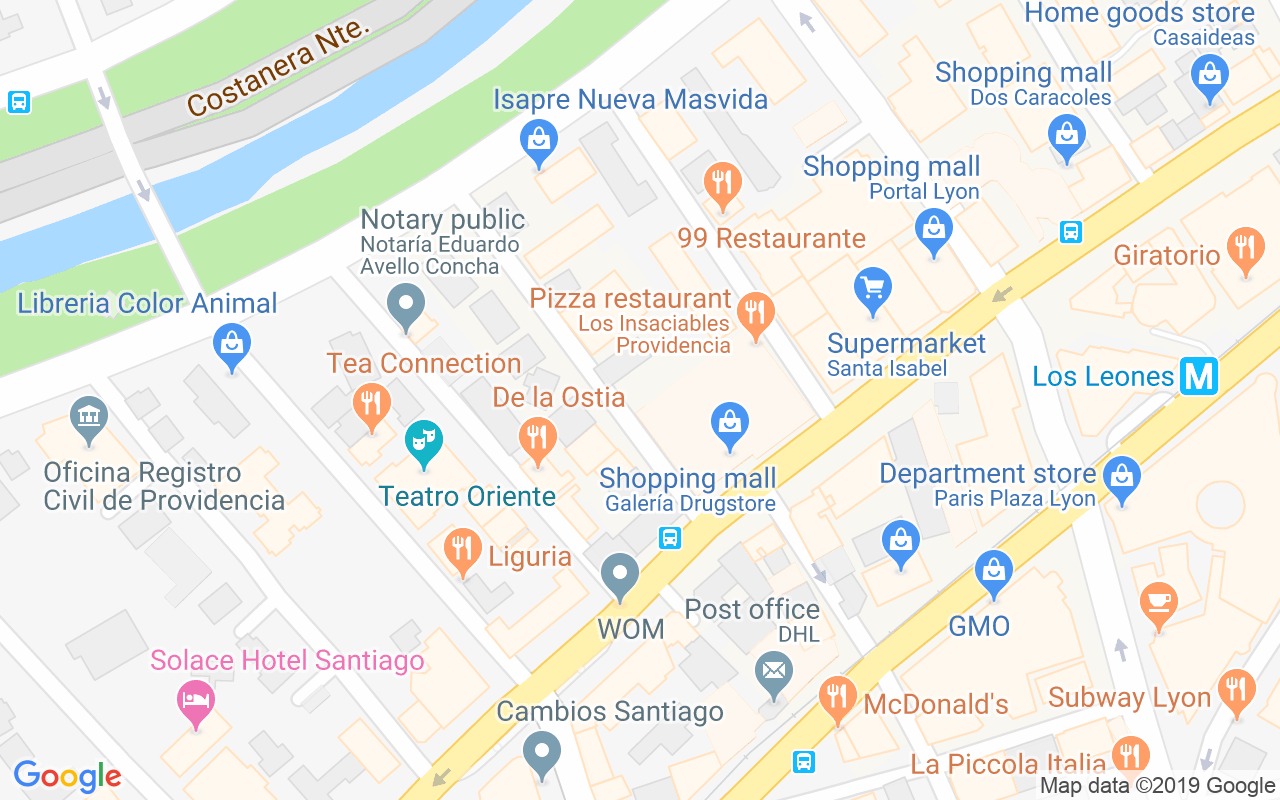 Home goods store
Casaideas
Costanera Nte.
Shopping mall
Dos Caracoles
Isapre Nueva Masvida
Shopping mall
Portal Lyon
Notary public
Notaría Eduardo
Avello Concha
99 Restaurante
Giratorio
Libreria Color Animal
Pizza restaurant
Los Insaciables
Providencia
Supermarket
Santa Isabel
Tea Connection
Los Leones
M
De la Ostia
Oficina Registro
Civil de Providencia
Shopping mall
Galería Drugstore
Department store
Paris Plaza Lyon
Teatro Oriente
Liguria
Post office
DHL
WOM
GMO
Solace Hotel Santiago
Cambios Santiago
McDonald's
Subway Lyon
La Piccola Italia
Google
Map data ©2019 Google